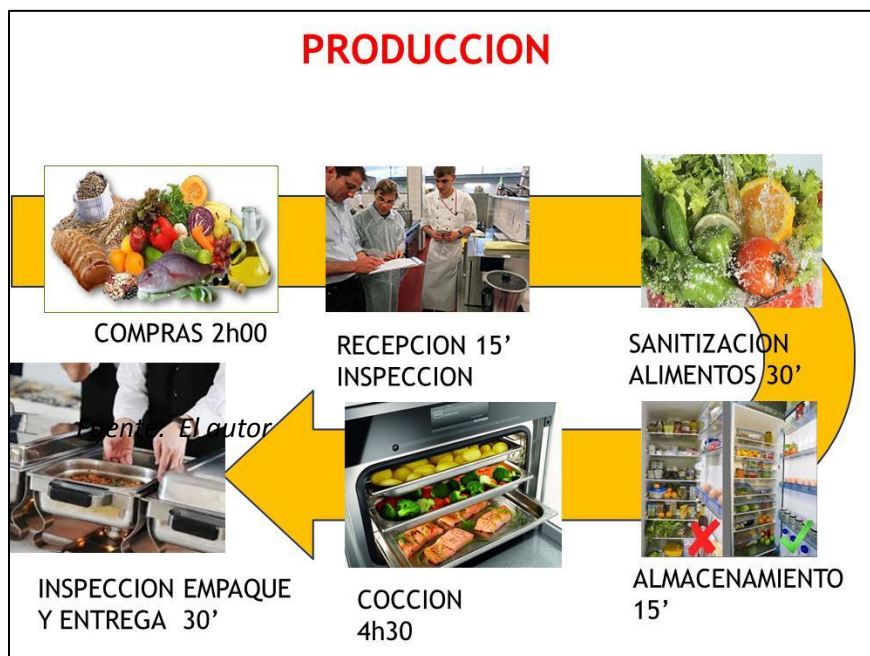 PRODUCCION
COMPRAS 2h00
RECEPCION 15’
INSPECCION
SANITIZACION
ALIMENTOS 30’
Fuente: El autor
INSPECCION EMPAQUE
Y ENTREGA 30’
COCCION
4h30
ALMACENAMIENTO
15’